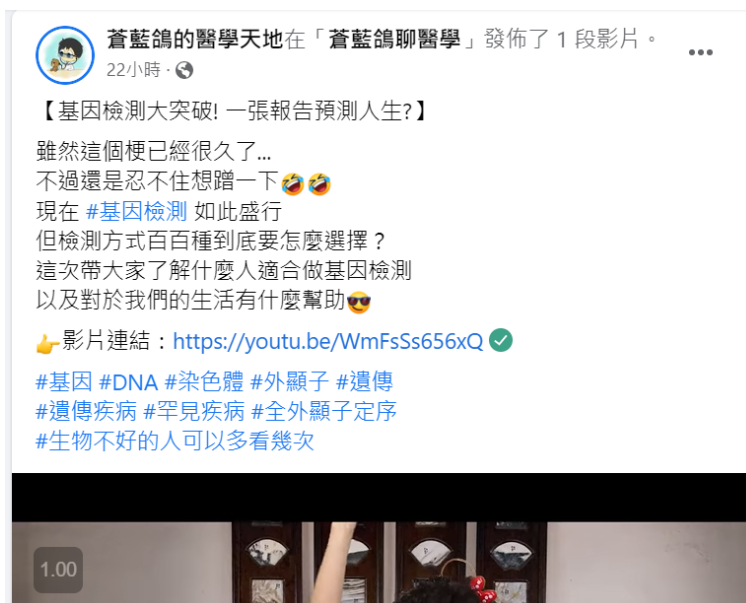 蒼藍鴿的醫學天地在「蒼藍鴿聊醫學」發佈了 1 段影片。
22小時 ·
【基因檢測大突破! 一張報告預測人生?】
雖然這個梗已經很久了...
不過還是忍不住想蹭一下🤣🤣
現在 #基因檢測 如此盛行
但檢測方式百百種到底要怎麼選擇？
這次帶大家了解什麼人適合做基因檢測
以及對於我們的生活有什麼幫助😎
👉影片連結：https://youtu.be/WmFsSs656xQ
#基因 #DNA #染色體 #外顯子 #遺傳
#遺傳疾病 #罕見疾病 #全外顯子定序
#生物不好的人可以多看幾次
1.00